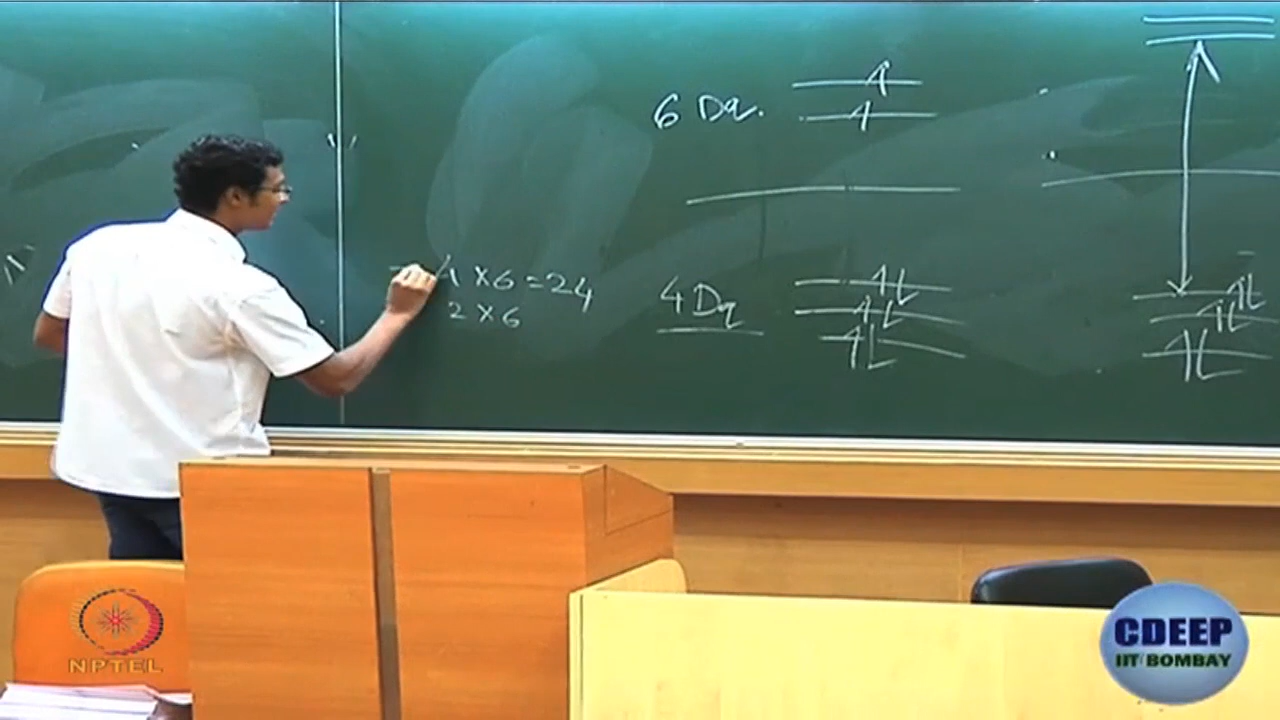 6 Dq.
4 × 6 = 24
2 × 6
4 Dq
NPTEL
CDEEP
IIT BOMBAY